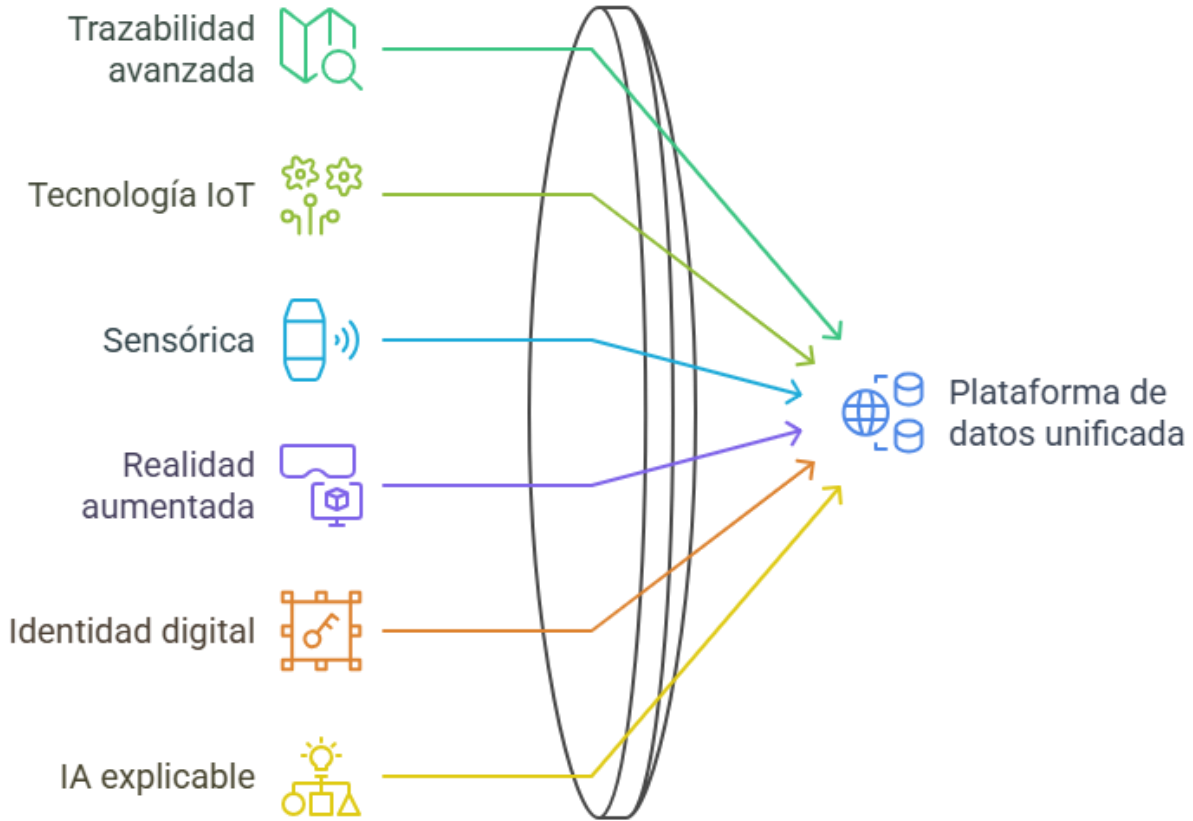 Trazabilidad
avanzada
Tecnología IoT
Sensórica
Realidad
aumentada
Identidad digital
IA explicable
Plataforma de
datos unificada